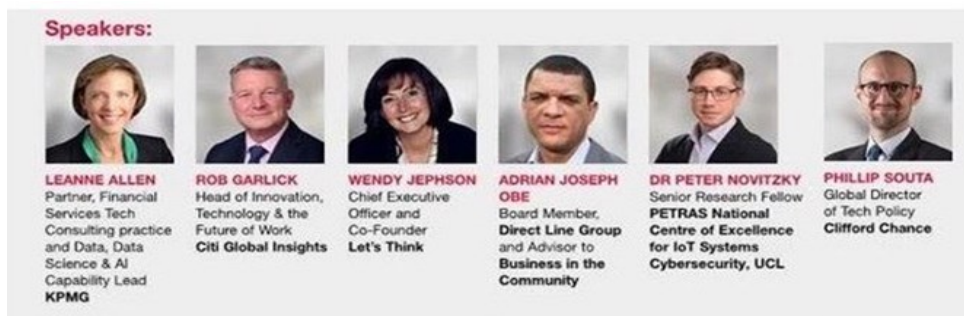 Speakers:
LEANNE ALLEN
Partner, Financial
Services Tech
Consulting practice
and Data, Data
Science & AI
Capability Lead
KPMG
ROB GARLICK
Head of Innovation,
Technology & the
Future of Work
Citi Global Insights
WENDY JEPHSON
Chief Executive
Officer and
Co-Founder
Let's Think
ADRIAN JOSEPH
OBE
Board Member,
Direct Line Group
and Advisor to
Business in the
Community
DR PETER NOVITZKY
Senior Research Fellow
PETRAS National
Centre of Excellence
for IoT Systems
Cybersecurity, UCL
PHILLIP SOUTA
Global Director
of Tech Policy
Clifford Chance